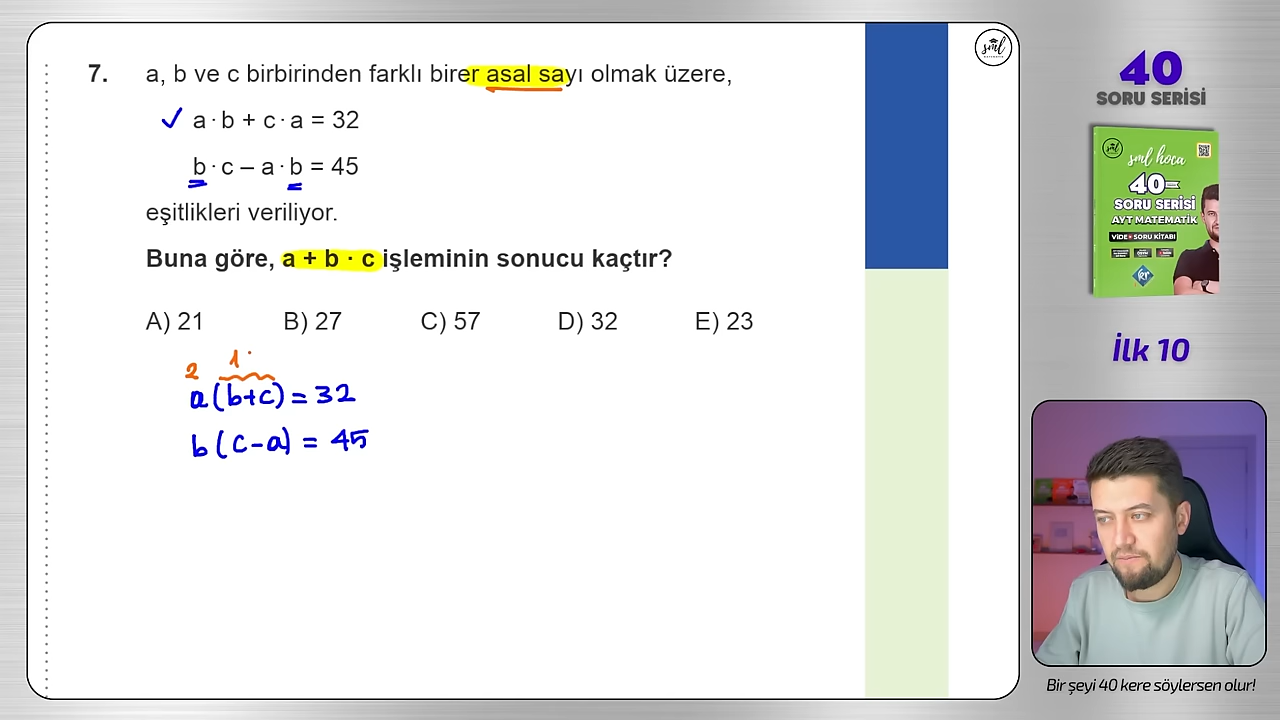 7. a, b ve c birbirinden farklı birer asal sayı olmak üzere,
✓ a · b + c · a = 32
b · c – a · b = 45
eşitlikleri veriliyor.
Buna göre, a + b · c işleminin sonucu kaçtır?
A) 21 B) 27 C) 57 D) 32 E) 23
2 1
a (b+c) = 32
b (c-a) = 45
sml
40
SORU SERİSİ
sml hoca
40
SORU SERİSİ
AYT MATEMATİK
VİDEO SORU KİTABI
İlk 10
Bir şeyi 40 kere söylersen olur!